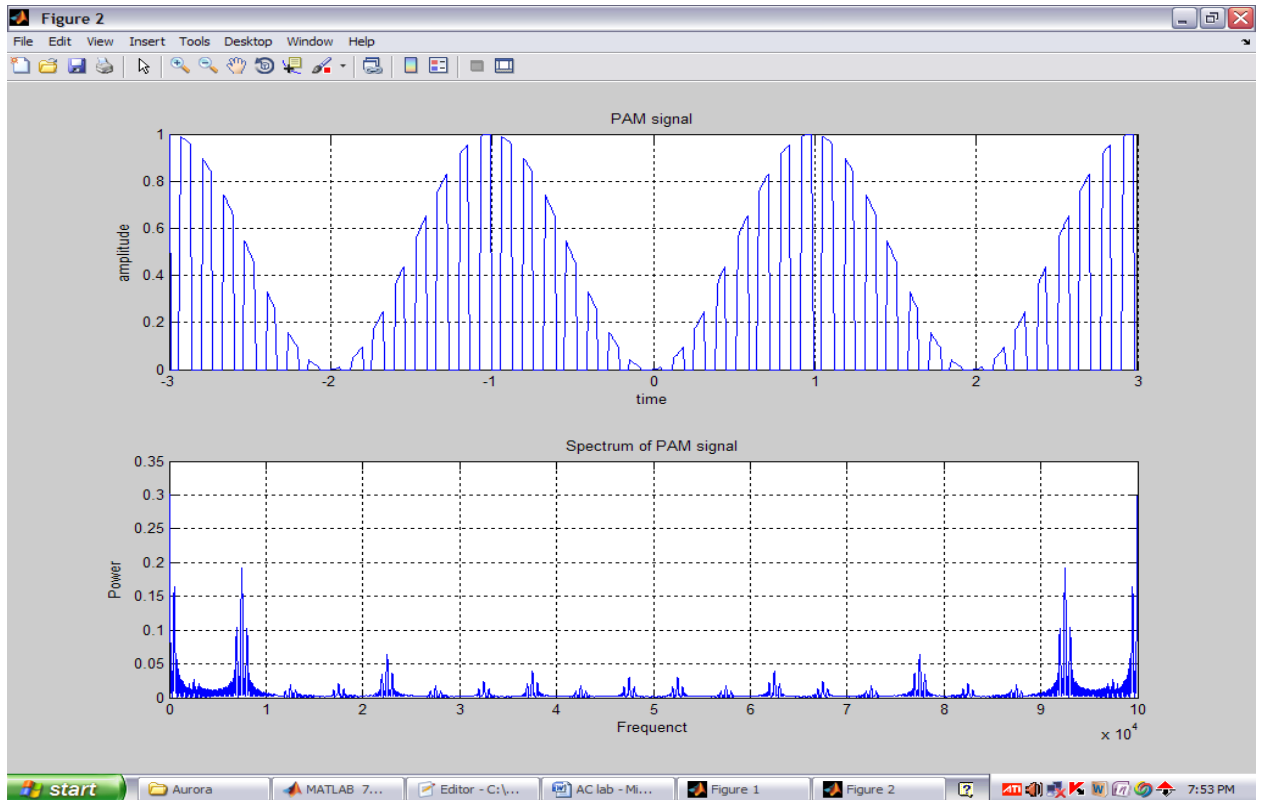 Figure 2
File Edit View Insert Tools Desktop Window Help
PAM signal
1
0.8
0.6
0.4
0.2
0
amplitude
-3 -2 -1 0 1 2 3
time
Spectrum of PAM signal
0.35
0.3
0.25
0.2
0.15
0.1
0.05
0
Power
0 1 2 3 4 5 6 7 8 9 10
Frequenct
x 10^4
start Aurora MATLAB 7... Editor - C:\... AC lab - Mi... Figure 1 Figure 2 ATI K W 7:53 PM